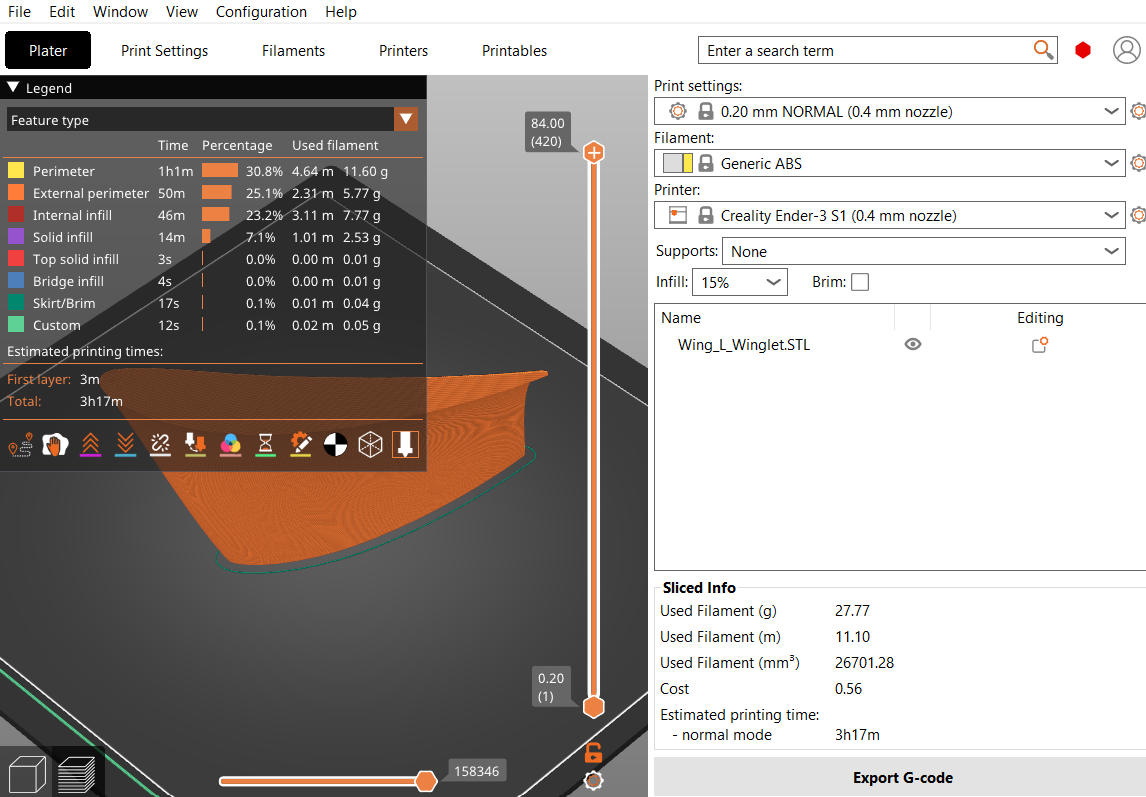 File Edit Window View Configuration Help
Plater Print Settings Filaments Printers Printables
Enter a search term
Legend
Feature type
Time Percentage Used filament
Perimeter 1h1m 30.8% 4.64 m 11.60 g
External perimeter 50m 25.1% 2.31 m 5.77 g
Internal infill 46m 23.2% 3.11 m 7.77 g
Solid infill 14m 7.1% 1.01 m 2.53 g
Top solid infill 3s 0.0% 0.00 m 0.01 g
Bridge infill 4s 0.0% 0.00 m 0.01 g
Skirt/Brim 17s 0.1% 0.01 m 0.04 g
Custom 12s 0.1% 0.02 m 0.05 g
Estimated printing times:
First layer: 3m
Total: 3h17m
84.00
(420)
0.20
(1)
158346
Print settings:
0.20 mm NORMAL (0.4 mm nozzle)
Filament:
Generic ABS
Printer:
Creality Ender-3 S1 (0.4 mm nozzle)
Supports: None
Infill: 15% Brim:
Name Editing
Wing_L_Winglet.STL
Sliced Info
Used Filament (g) 27.77
Used Filament (m) 11.10
Used Filament (mm³) 26701.28
Cost 0.56
Estimated printing time:
- normal mode 3h17m
Export G-code